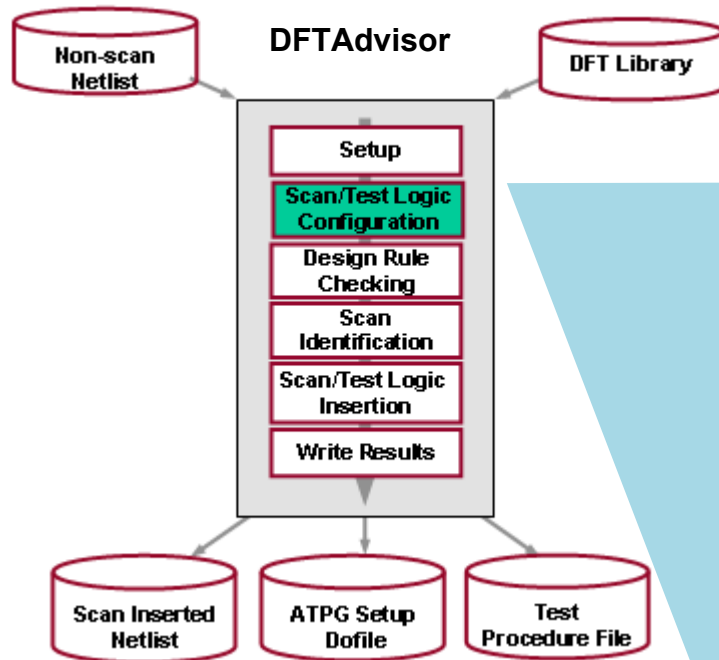 DFTAdvisor
Non-scan
Netlist
DFT Library
Setup
Scan/Test Logic
Configuration
Design Rule
Checking
Scan
Identification
Scan/Test Logic
Insertion
Write Results
Scan Inserted
Netlist
ATPG Setup
Dofile
Test
Procedure File